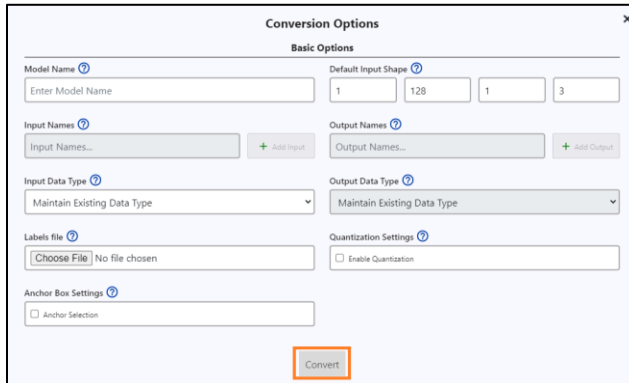 Conversion Options
×
Basic Options
Model Name ?
Default Input Shape ?
Enter Model Name
1
128
1
3
Input Names ?
Output Names ?
Input Names...
+ Add Input
Output Names...
+ Add Output
Input Data Type ?
Output Data Type ?
Maintain Existing Data Type
Maintain Existing Data Type
Labels file ?
Quantization Settings ?
Choose File No file chosen
Enable Quantization
Anchor Box Settings ?
Anchor Selection
Convert